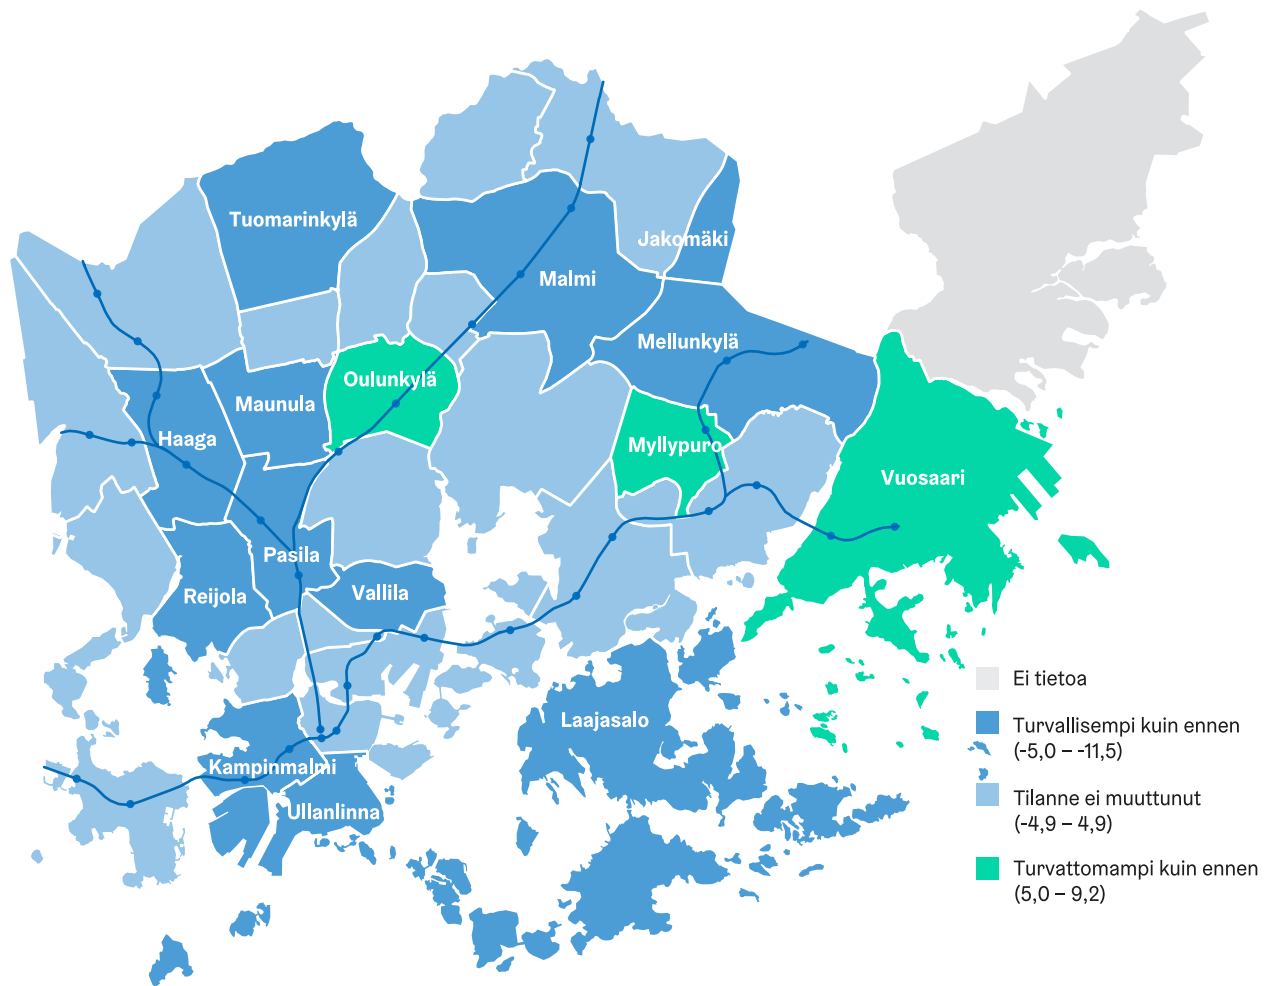 Tuomarinkylä
Jakomäki
Malmi
Mellunkylä
Oulunkylä
Maunula
Haaga
Myllypuro
Vuosaari
Pasila
Vallila
Reijola
Laajasalo
Kampinmalmi
Ullanlinna
Ei tietoa
Turvallisempi kuin ennen
(-5,0 – -11,5)
Tilanne ei muuttunut
(-4,9 – 4,9)
Turvattomampi kuin ennen
(5,0 – 9,2)